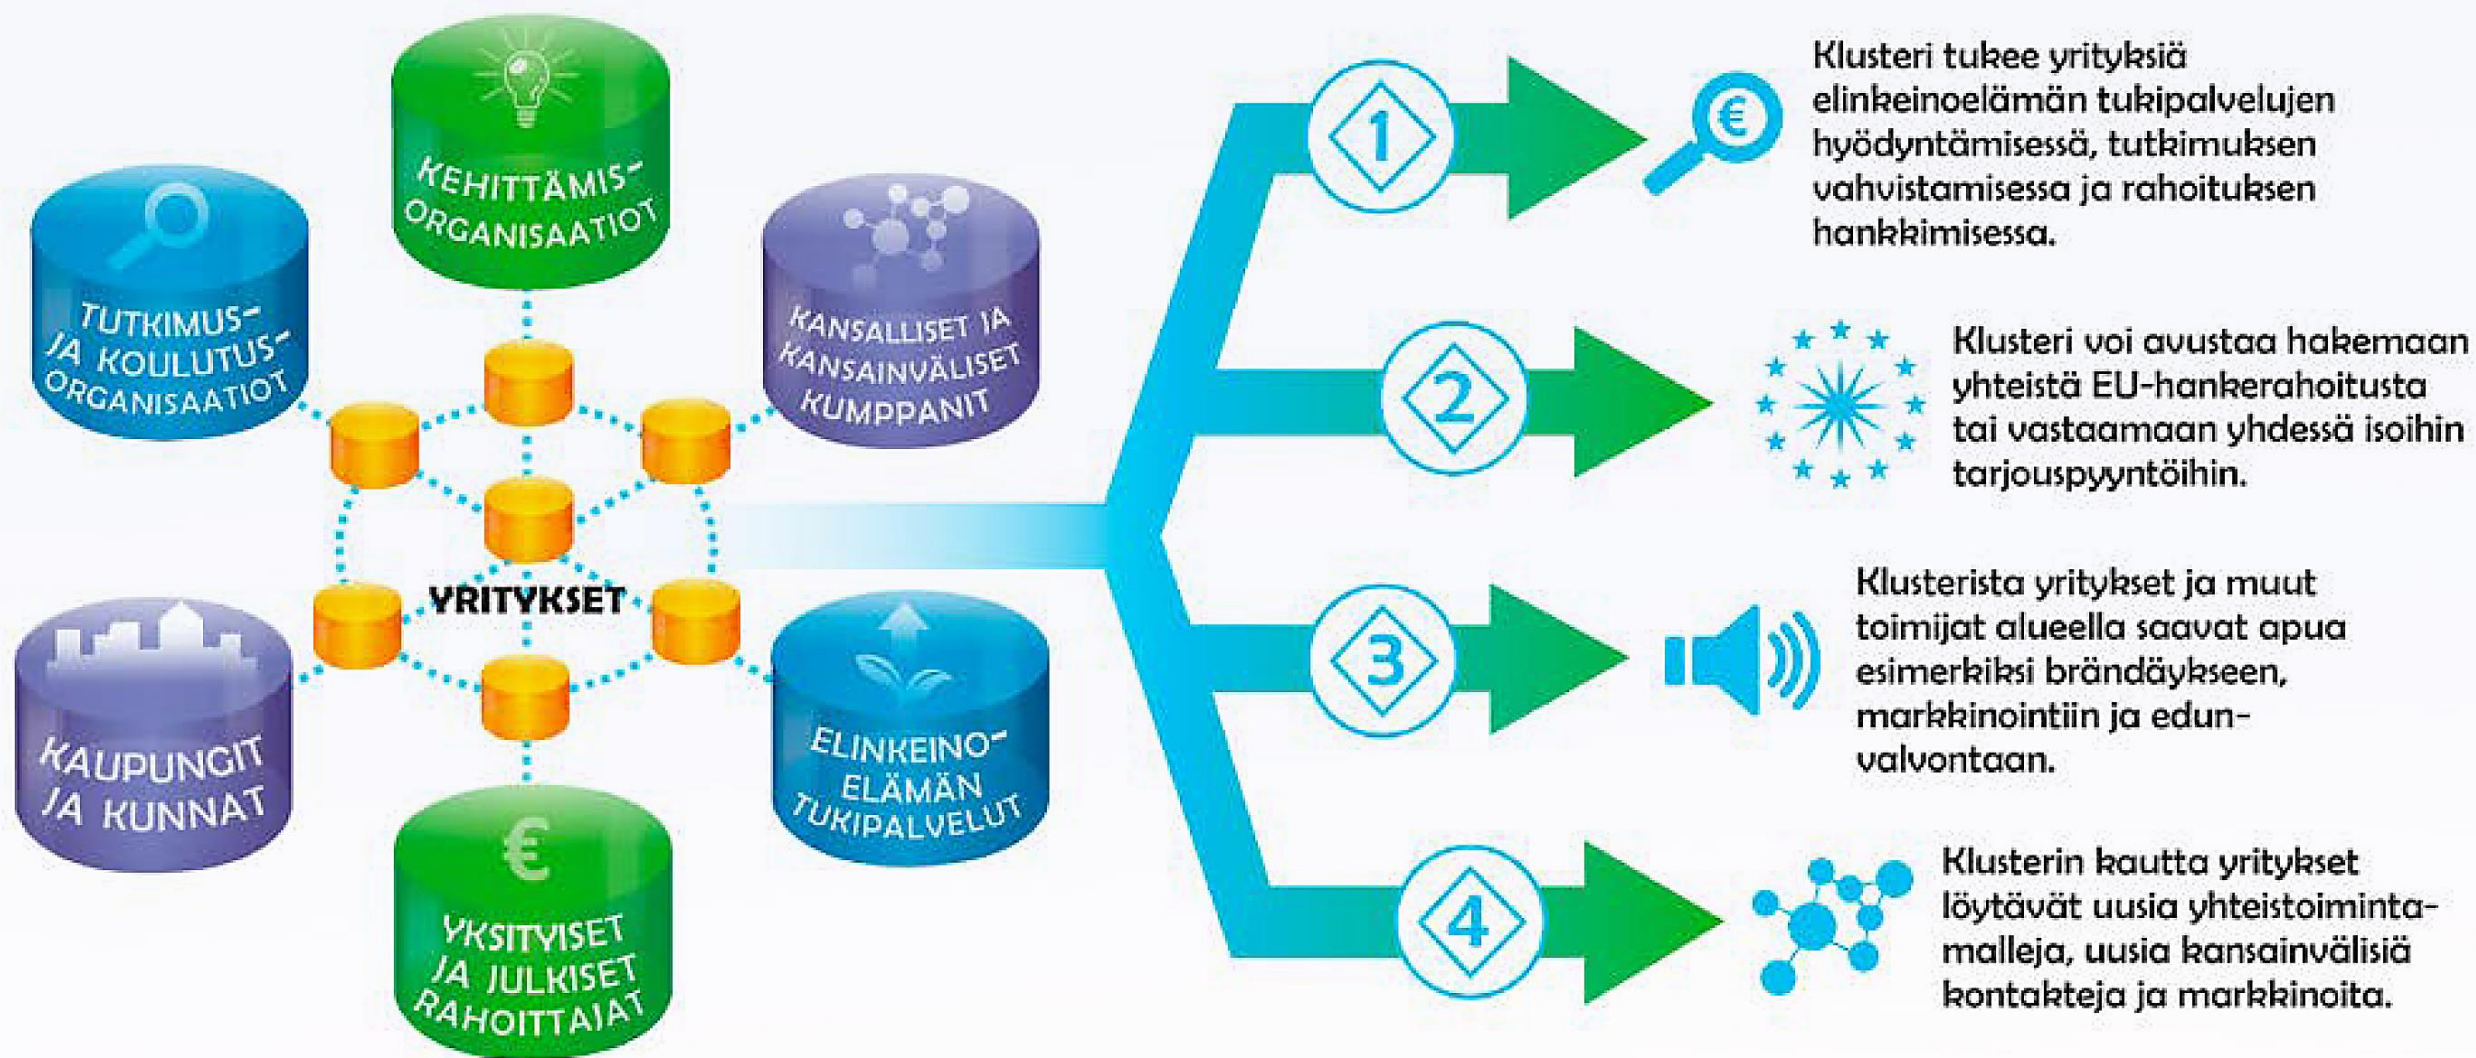 KEHITTÄMIS-
ORGANISAATIOT
TUTKIMUS-
JA KOULUTUS-
ORGANISAATIOT
KANSALLISET JA
KANSAINVÄLISET
KUMPPANIT
YRITYKSET
KAUPUNGIT
JA KUNNAT
ELINKEINO-
ELÄMÄN
TUKIPALVELUT
€
YKSITYISET
JA JULKISET
RAHOITTAJAT
1
€
Klusteri tukee yrityksiä
elinkeinoelämän tukipalvelujen
hyödyntämisessä, tutkimuksen
vahvistamisessa ja rahoituksen
hankkimisessa.
2
Klusteri voi avustaa hakemaan
yhteistä EU-hankerahoitusta
tai vastaamaan yhdessä isoihin
tarjouspyyntöihin.
3
Klusterista yritykset ja muut
toimijat alueella saavat apua
esimerkiksi brändäykseen,
markkinointiin ja edun-
valvontaan.
4
Klusterin kautta yritykset
löytävät uusia yhteistoiminta-
malleja, uusia kansainvälisiä
kontakteja ja markkinoita.